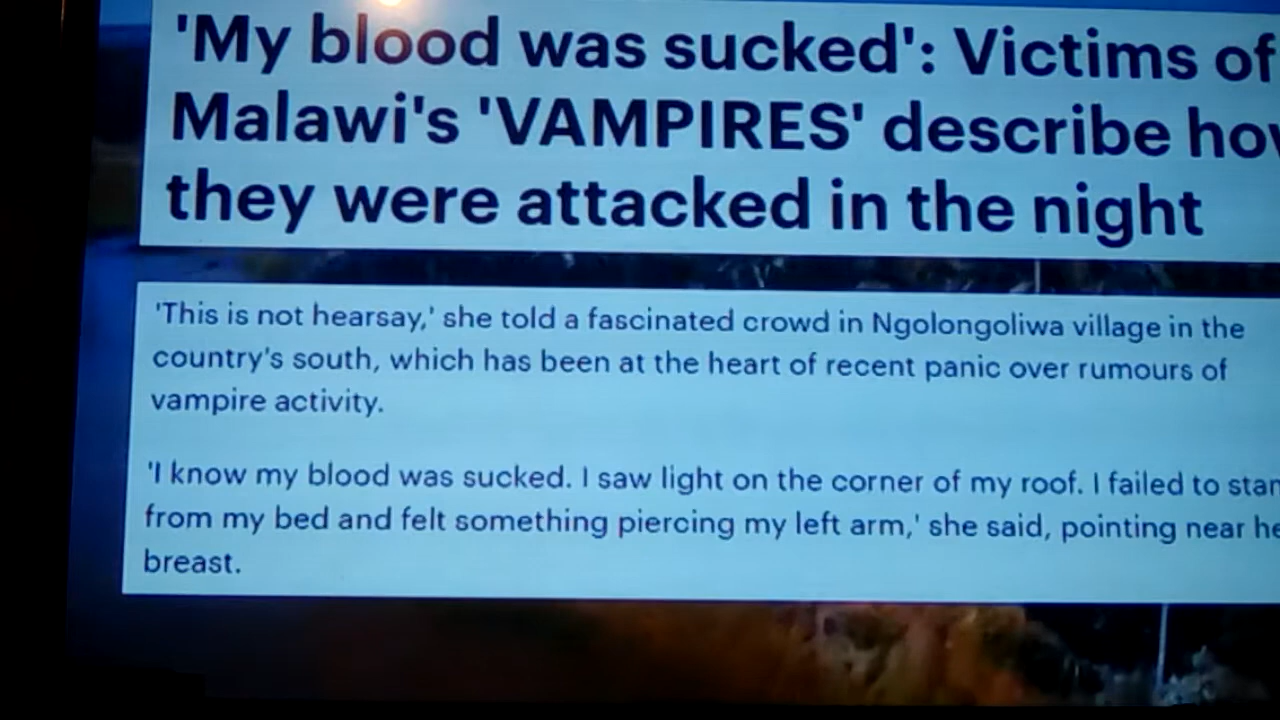 'My blood was sucked': Victims of
Malawi's 'VAMPIRES' describe
they were attacked in the night
'This is not hearsay,' she told a fascinated crowd in Ngolongoliwa village in the
country's south, which has been at the heart of recent panic over rumours of
vampire activity.
'I know my blood was sucked. I saw light on the corner of my roof. I failed to
from my bed and felt something piercing my left arm,' she said, pointing near
breast.